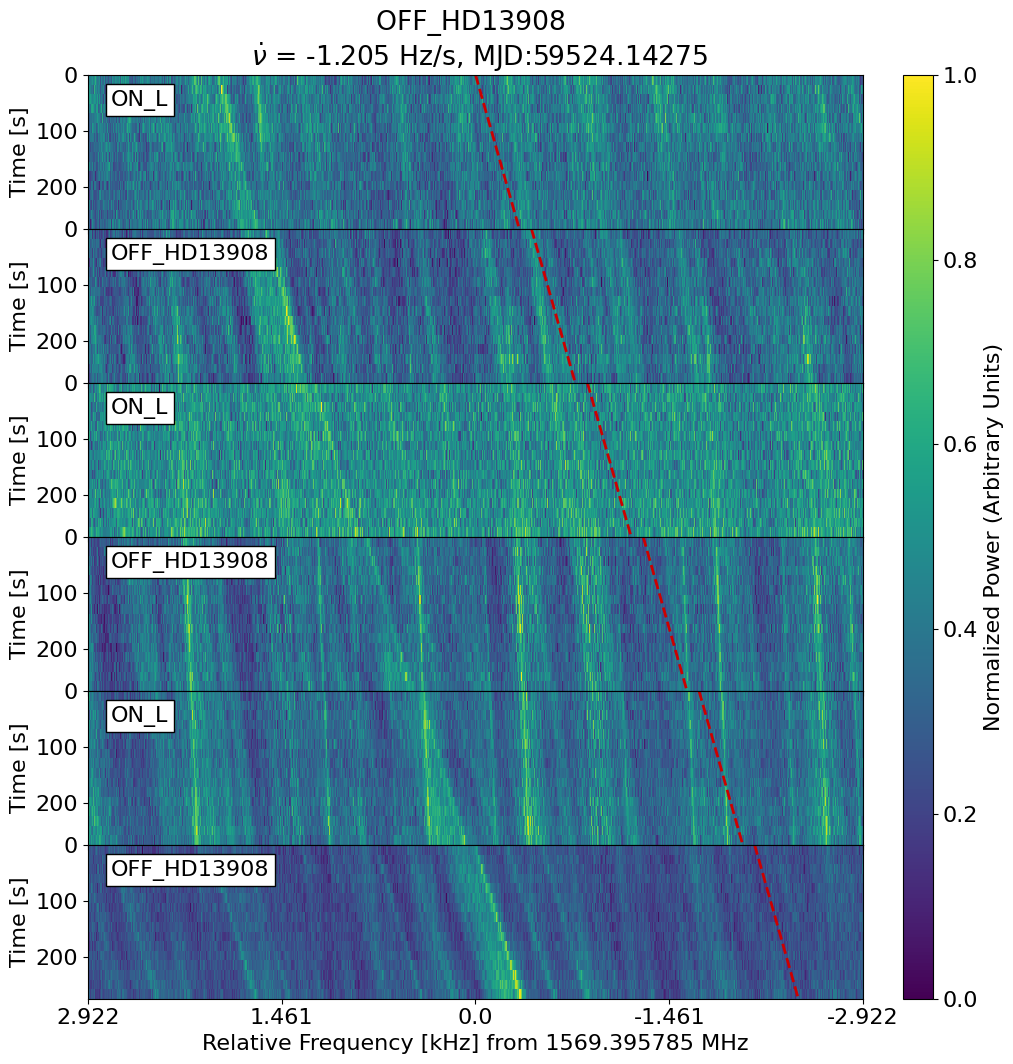 OFF_HD13908
ν̇ = -1.205 Hz/s, MJD:59524.14275
0
ON_L
100
Time [s]
200
0
OFF_HD13908
100
Time [s]
200
0
ON_L
100
Time [s]
200
0
OFF_HD13908
100
Time [s]
200
0
ON_L
100
Time [s]
200
0
OFF_HD13908
100
Time [s]
200
2.922 1.461 0.0 -1.461 -2.922
Relative Frequency [kHz] from 1569.395785 MHz
1.0
0.8
0.6
0.4
0.2
0.0
Normalized Power (Arbitrary Units)